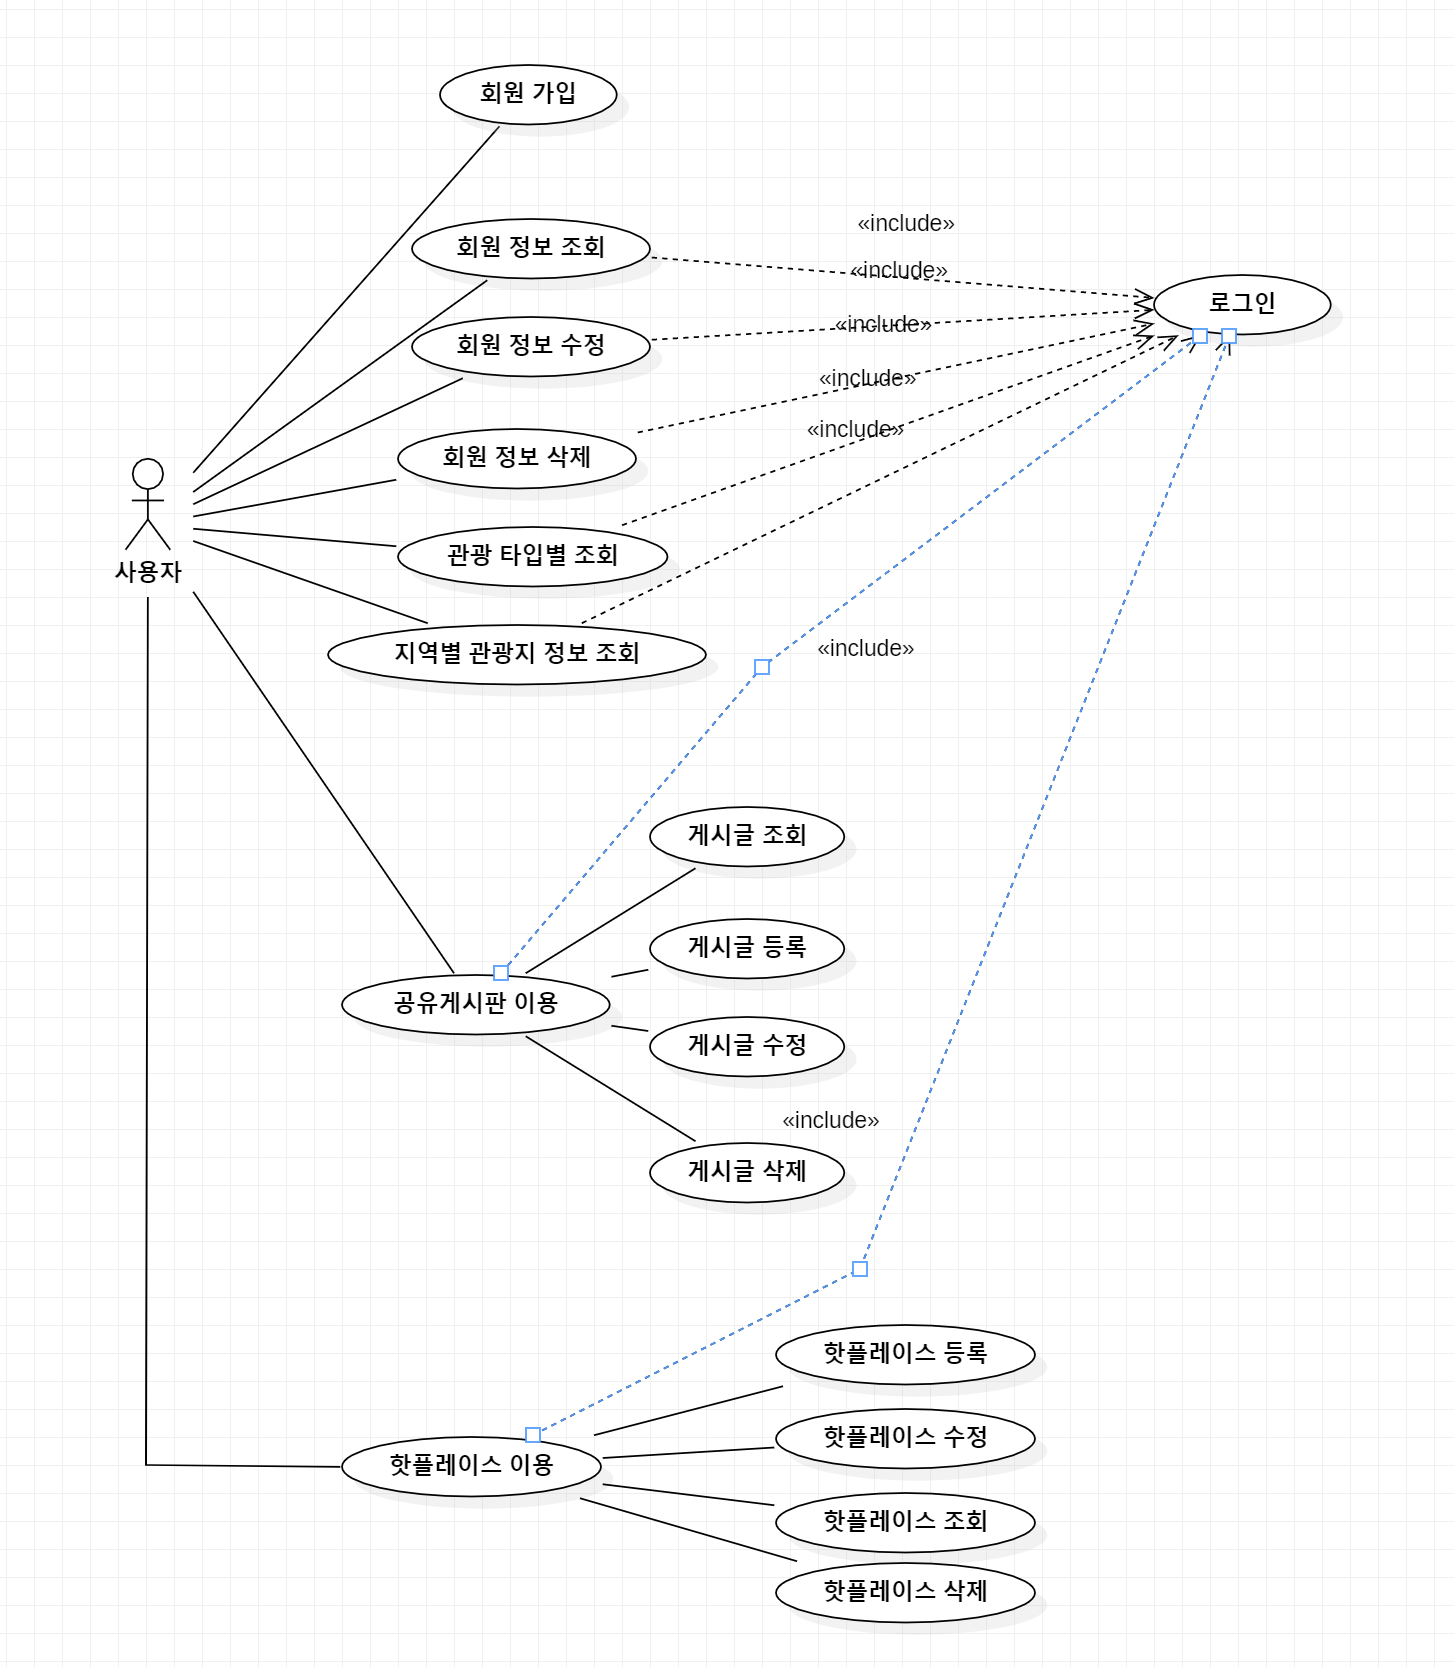 회원 가입
회원 정보 조회
«include»
«include»
로그인
회원 정보 수정
«include»
회원 정보 삭제
«include»
«include»
사용자
관광 타입별 조회
지역별 관광지 정보 조회
«include»
게시글 조회
게시글 등록
공유게시판 이용
게시글 수정
«include»
게시글 삭제
핫플레이스 등록
핫플레이스 수정
핫플레이스 이용
핫플레이스 조회
핫플레이스 삭제